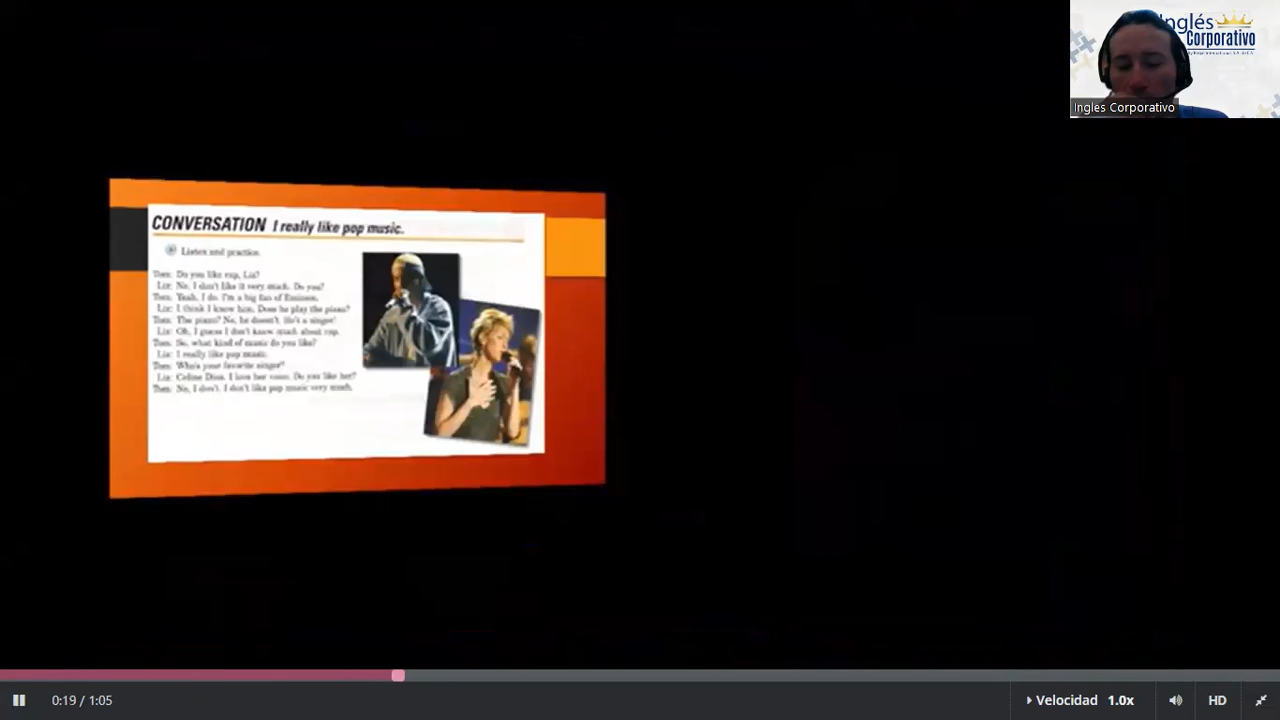 Inglés
Corporativo
Ingles Corporativo
CONVERSATION I really like pop music.
Listen and practice.
Tom: Do you like rap, Liz?
Liz: No, I don't like it very much. Do you?
Tom: Yeah, I do. I'm a big fan of Eminem.
Liz: I think I know him. Does he play the piano?
Tom: The piano? No, he doesn't. He's a singer!
Liz: Oh, I guess I don't know much about rap.
Tom: So, what kind of music do you like?
Liz: I really like pop music.
Tom: Who's your favorite singer?
Liz: Celine Dion. I love her voice. Do you like her?
Tom: No, I don't. I don't like pop music very much.
0:19 / 1:05
Velocidad 1.0x
HD